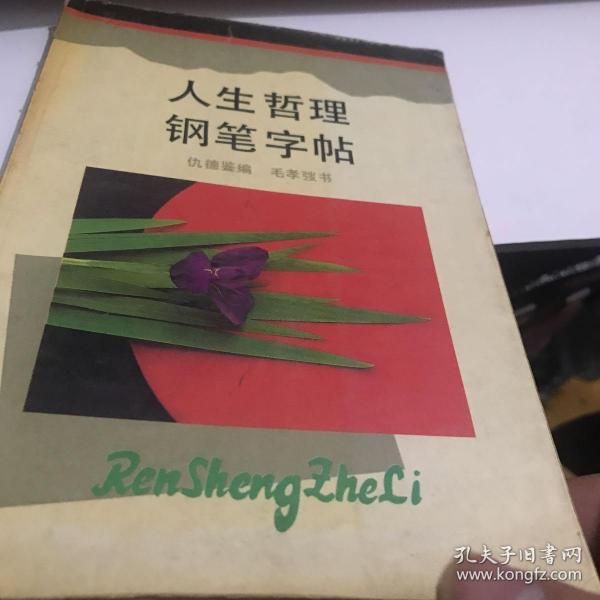 人生哲理
钢笔字帖
仇德鉴编 毛孝弢书
RenShengZheLi
孔夫子旧书网
www.kongfz.com